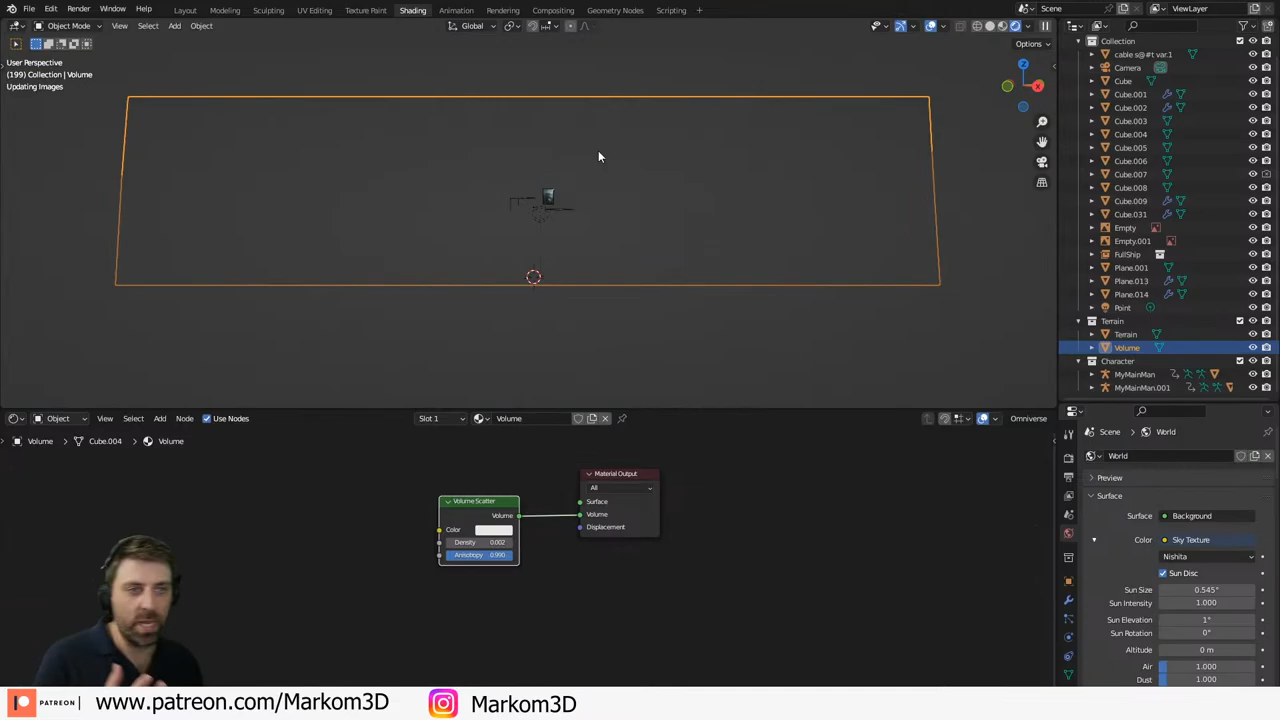 File Edit Render Window Help Layout Modeling Sculpting UV Editing Texture Paint Shading Animation Rendering Compositing Geometry Nodes Scripting + Scene ViewLayer
Object Mode View Select Add Object Global
Options
User Perspective
(199) Collection | Volume
Updating Images
Z
X
Collection
cable s@#t var.1
Camera
Cube
Cube.001
Cube.002
Cube.003
Cube.004
Cube.005
Cube.006
Cube.007
Cube.008
Cube.009
Cube.031
Empty
Empty.001
FullShip
Plane.001
Plane.013
Plane.014
Point
Terrain
Terrain
Volume
Character
MyMainMan
MyMainMan.001
Object View Select Add Node Use Nodes Slot 1 Volume Omniverse
Volume > Cube.004 > Volume
Volume Scatter
Volume
Color
Density 0.002
Anisotropy 0.990
Material Output
All
Surface
Volume
Displacement
Scene > World
World
Preview
Surface
Surface Background
Color Sky Texture
Nishita
Sun Disc
Sun Size 0.545°
Sun Intensity 1.000
Sun Elevation 1°
Sun Rotation 0°
Altitude 0 m
Air 1.000
Dust 1.000
PATREON www.patreon.com/Markom3D Markom3D